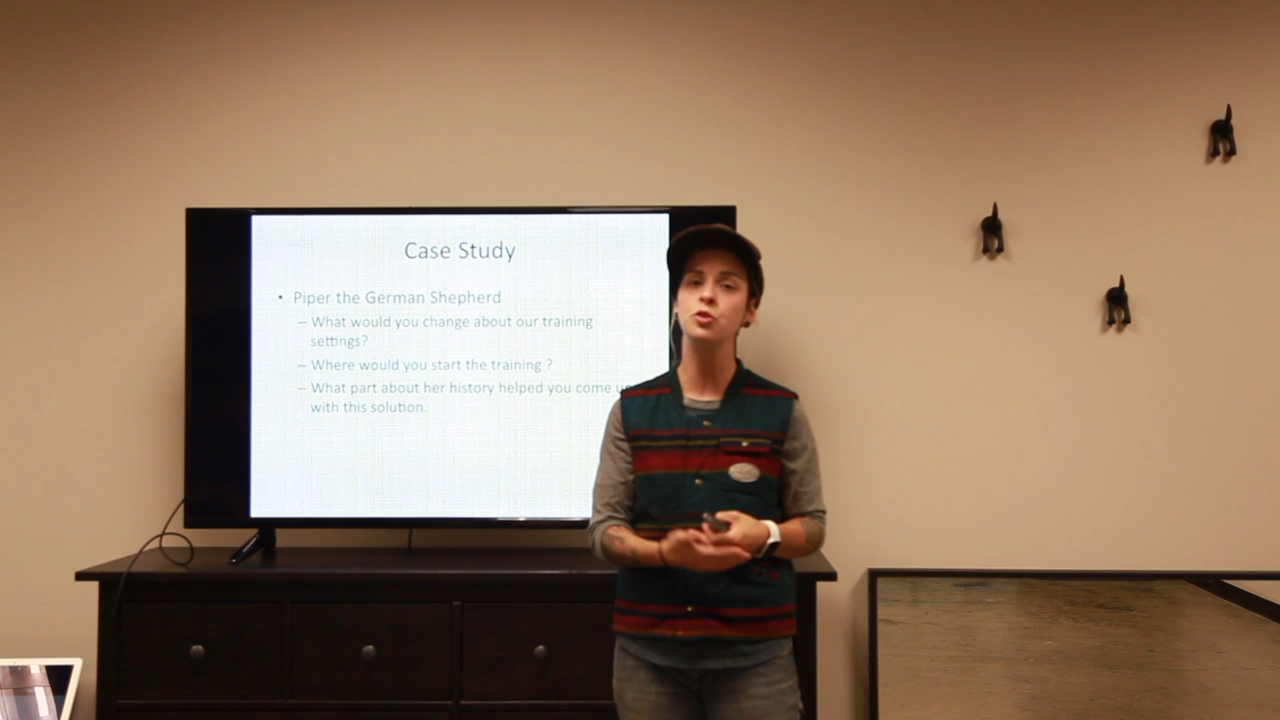 Case Study
• Piper the German Shepherd
– What would you change about our training
settings?
– Where would you start the training ?
– What part about her history helped you come up
with this solution.